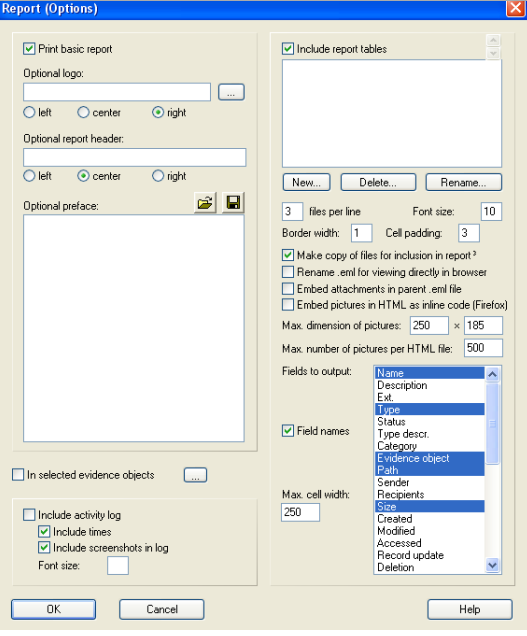 Report (Options)
Print basic report
Optional logo:
...
left center right
Optional report header:
left center right
Optional preface:
In selected evidence objects ...
Include activity log
Include times
Include screenshots in log
Font size:
OK Cancel
Include report tables
New... Delete... Rename...
3 files per line Font size: 10
Border width: 1 Cell padding: 3
Make copy of files for inclusion in report ³
Rename .eml for viewing directly in browser
Embed attachments in parent .eml file
Embed pictures in HTML as inline code (Firefox)
Max. dimension of pictures: 250 × 185
Max. number of pictures per HTML file: 500
Fields to output:
Field names
Max. cell width:
250
Name
Description
Ext.
Type
Status
Type descr.
Category
Evidence object
Path
Sender
Recipients
Size
Created
Modified
Accessed
Record update
Deletion
Help